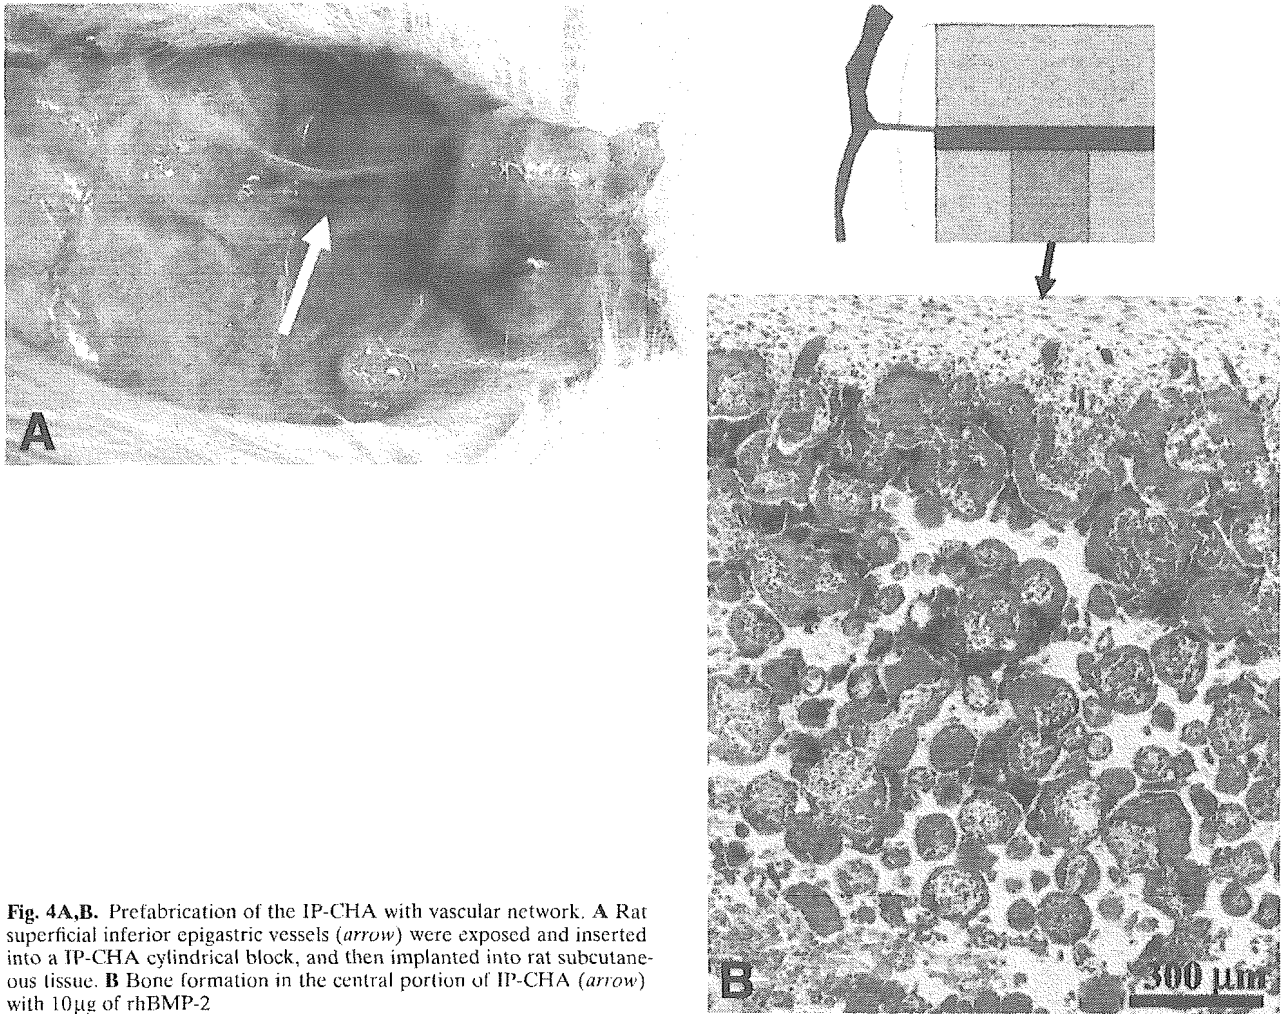 A
Fig. 4A,B. Prefabrication of the IP-CHA with vascular network. A Rat
superficial inferior epigastric vessels (arrow) were exposed and inserted
into a IP-CHA cylindrical block, and then implanted into rat subcutane-
ous tissue. B Bone formation in the central portion of IP-CHA (arrow)
with 10μg of rhBMP-2
B
300 μm